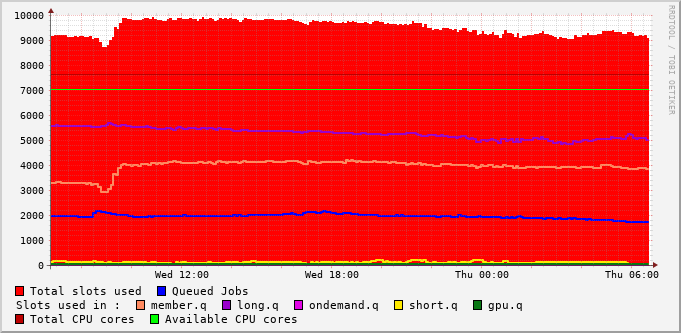 10000
9000
8000
7000
6000
5000
4000
3000
2000
1000
0
Wed 12:00 Wed 18:00 Thu 00:00 Thu 06:00
RRDTOOL / TOBI OETIKER
Total slots used Queued Jobs
Slots used in : member.q long.q ondemand.q short.q gpu.q
Total CPU cores Available CPU cores